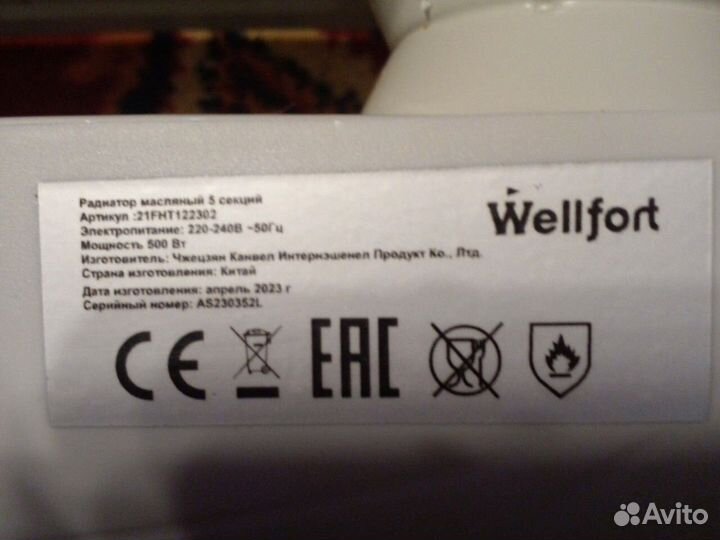 Радиатор масляный 5 секций
Артикул :21FHT122302
Электропитание: 220-240В ~50Гц
Мощность 500 Вт
Изготовитель: Чжецзян Канвел Интернэшенел Продукт Ко., Лтд.
Страна изготовления: Китай
Дата изготовления: апрель 2023 г
Серийный номер: AS230352L
Wellfort
CE
EAC
Avito